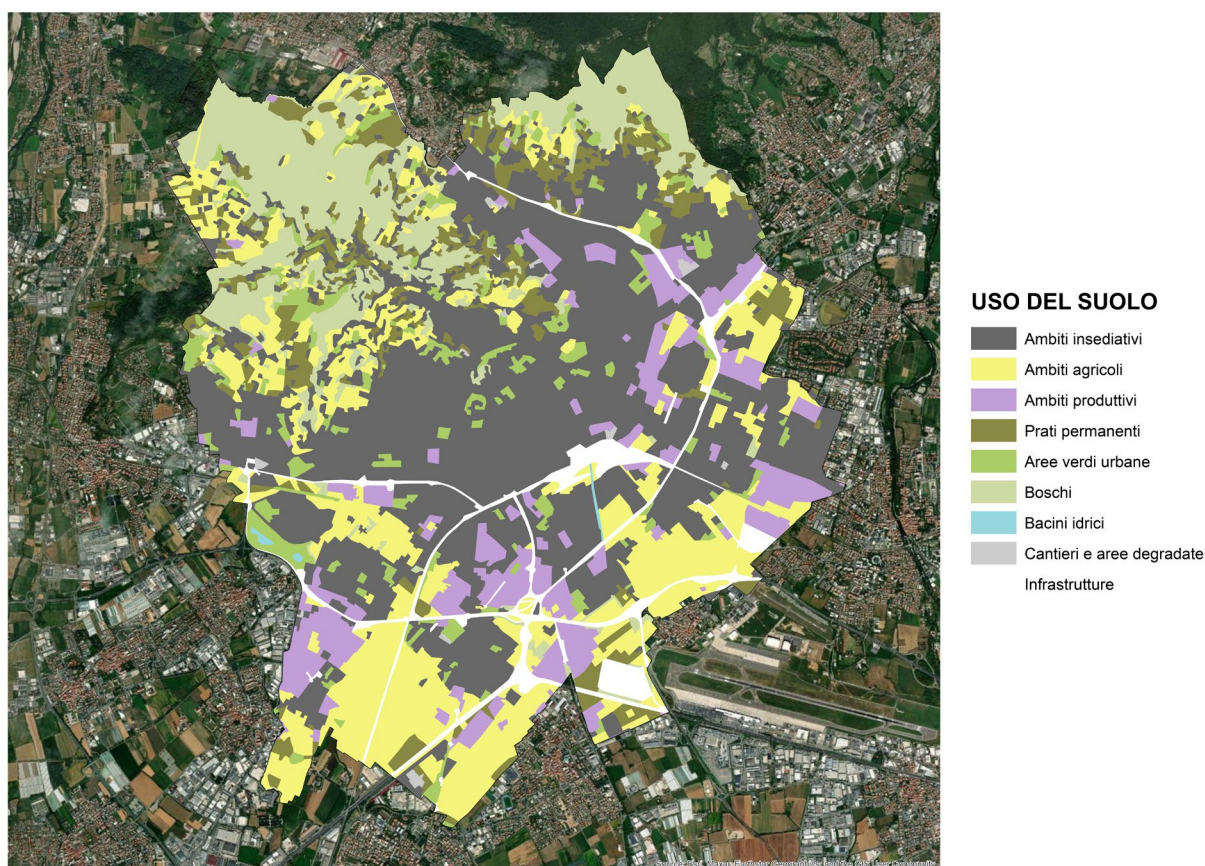 USO DEL SUOLO
Ambiti insediativi
Ambiti agricoli
Ambiti produttivi
Prati permanenti
Aree verdi urbane
Boschi
Bacini idrici
Cantieri e aree degradate
Infrastrutture